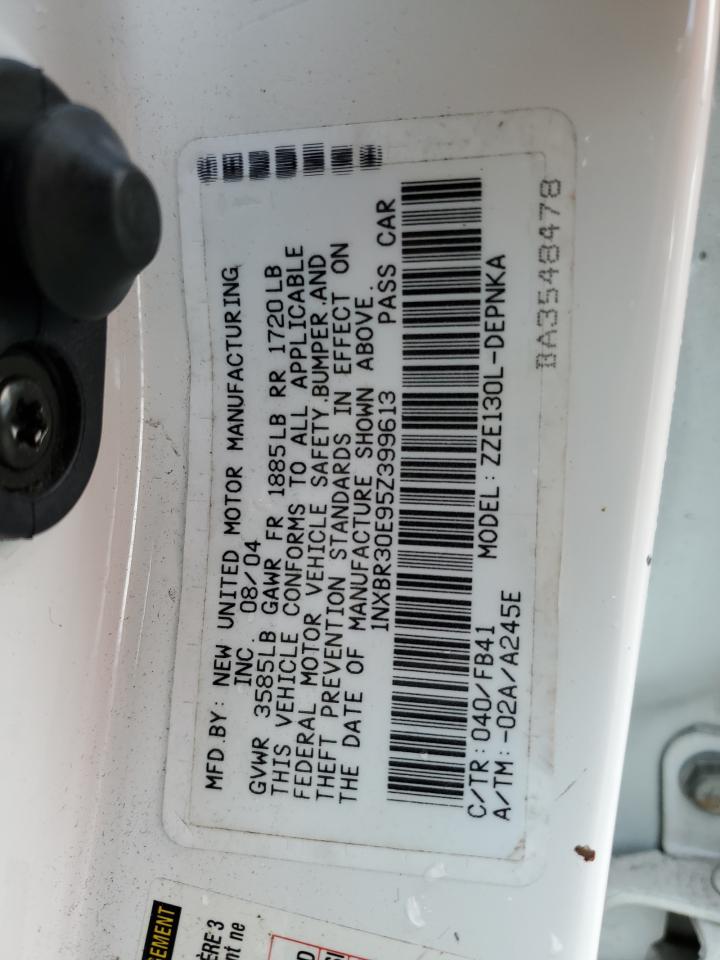 MFD.BY: NEW UNITED MOTOR MANUFACTURING
INC. 08/04
GVWR 3585LB GAWR FR 1885LB RR 1720LB
THIS VEHICLE CONFORMS TO ALL APPLICABLE
FEDERAL MOTOR VEHICLE SAFETY.BUMPER.AND
THEFT PREVENTION STANDARDS IN EFFECT ON
THE DATE OF MANUFACTURE SHOWN ABOVE.
1NXBR30E95Z399613 PASS CAR
C/TR:040/FB41 MODEL:ZZE130L-DEPNKA
A/TM:-02A/A245E
BA3548478